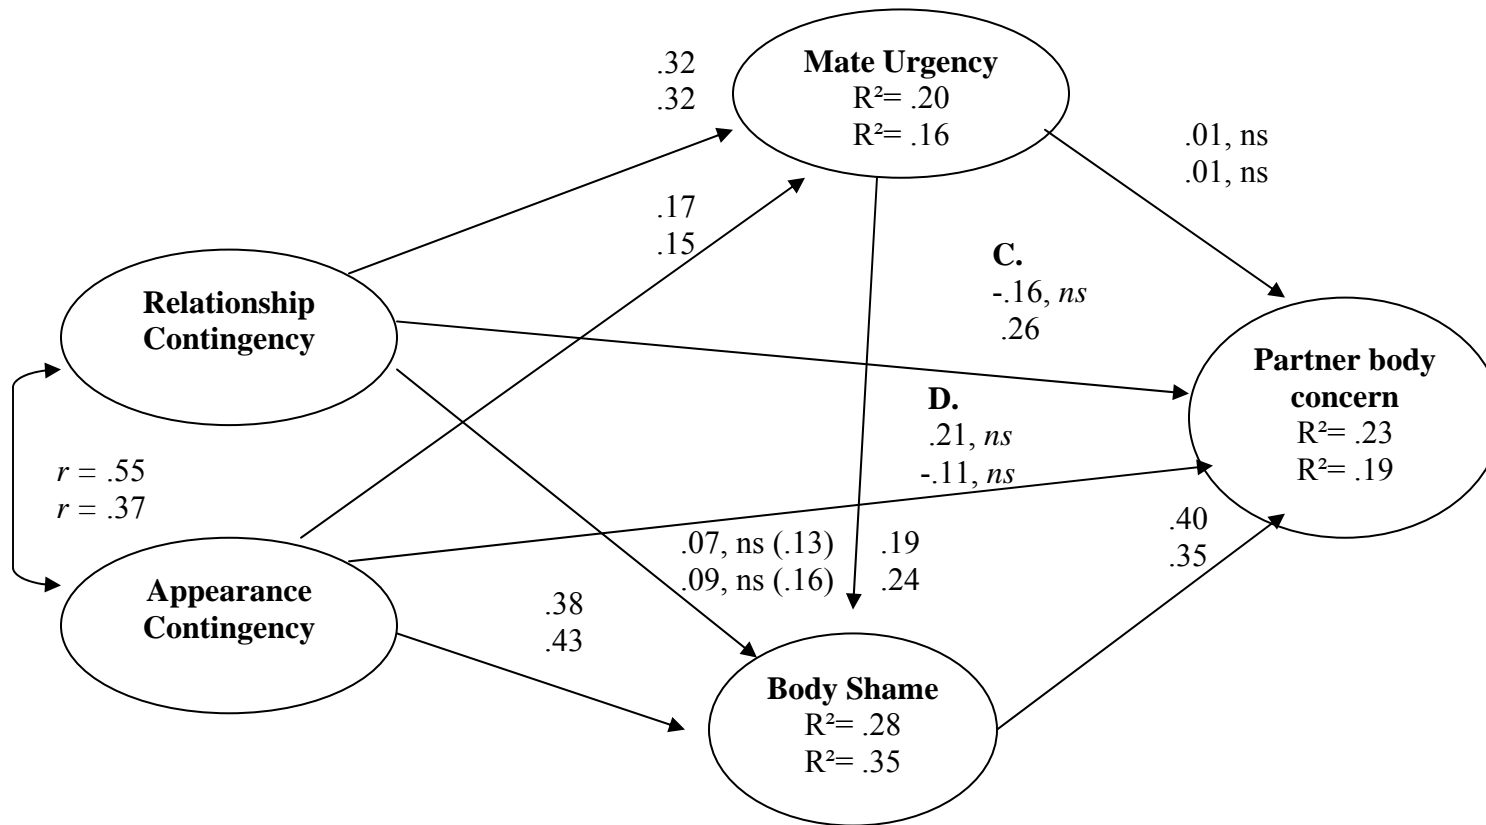 .32
.32
Mate Urgency
R²= .20
R²= .16
.01, ns
.01, ns
.17
.15
C.
-.16, ns
.26
Relationship
Contingency
Partner body
concern
R²= .23
R²= .19
D.
.21, ns
-.11, ns
r = .55
r = .37
.07, ns (.13)
.09, ns (.16)
.19
.24
.40
.35
Appearance
Contingency
.38
.43
Body Shame
R²= .28
R²= .35